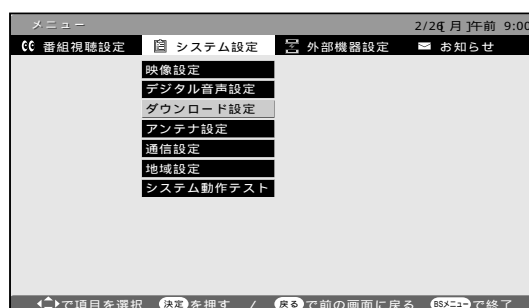 メニュー 2/26[月]午前 9:00
番組視聴設定 システム設定 外部機器設定 お知らせ
映像設定
デジタル音声設定
ダウンロード設定
アンテナ設定
通信設定
地域設定
システム動作テスト
で項目を選択 決定を押す / 戻るで前の画面に戻る BSメニューで終了